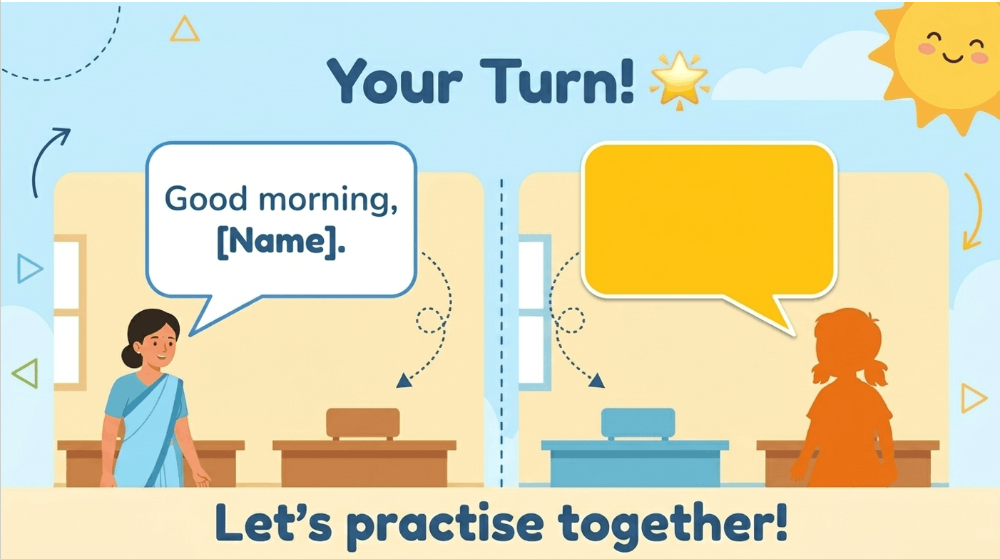 Your Turn!
Good morning,
[Name].
Let’s practise together!